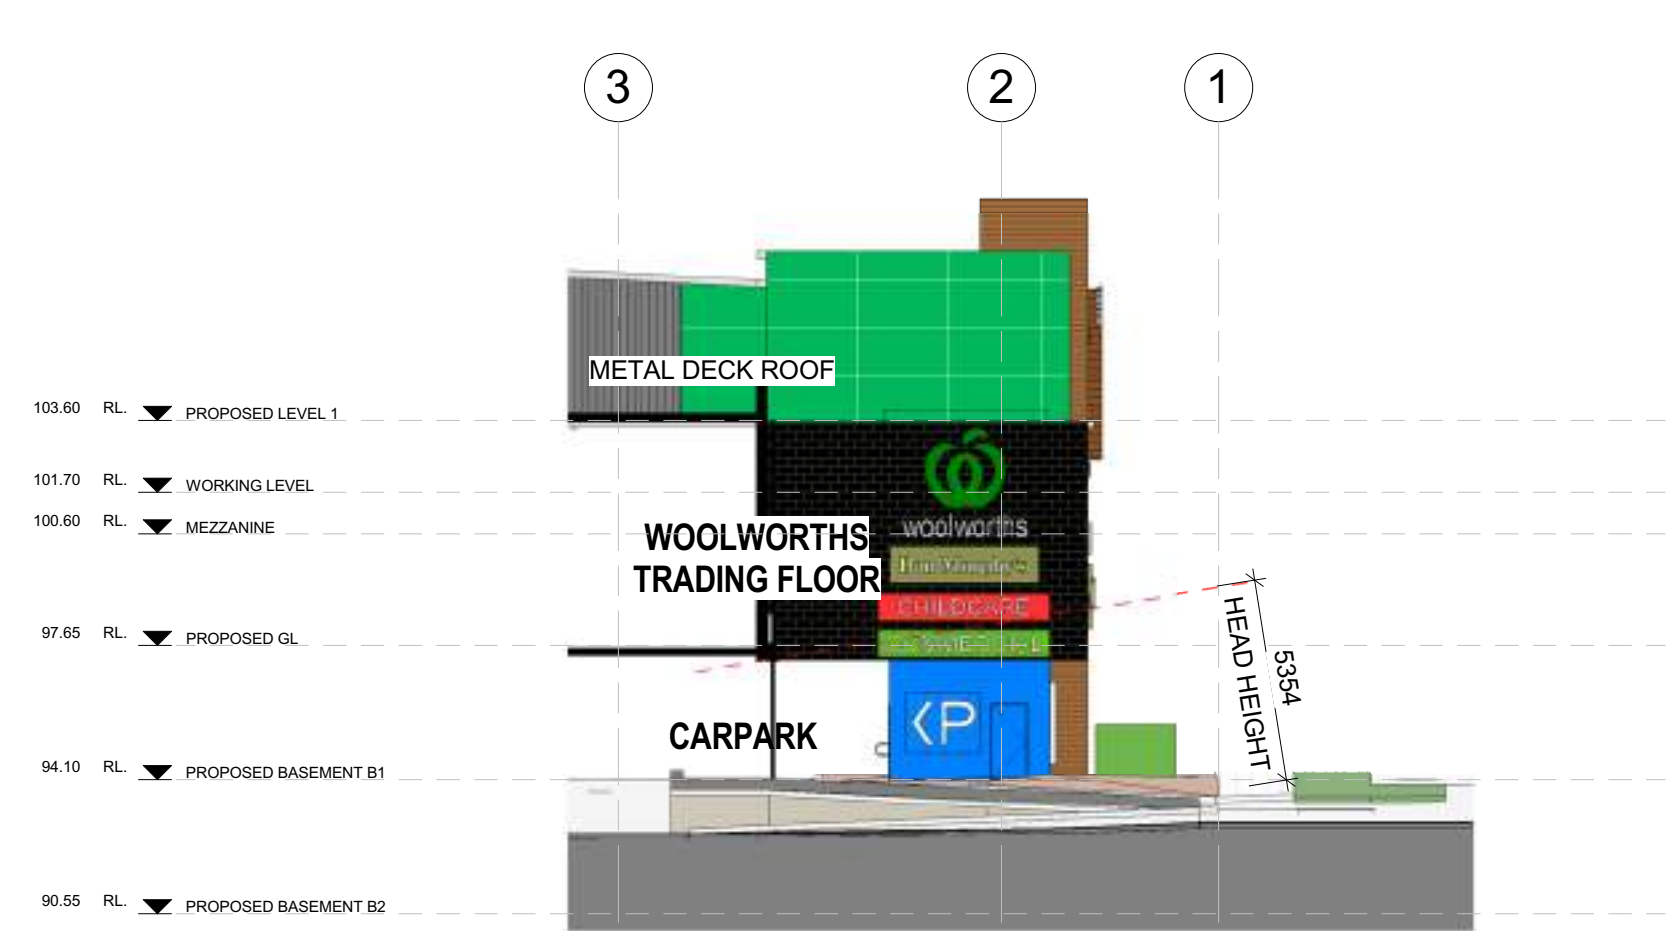 3 2 1
METAL DECK ROOF
103.60 RL. PROPOSED LEVEL 1
101.70 RL. WORKING LEVEL
100.60 RL. MEZZANINE
woolworths
WOOLWORTHS
TRADING FLOOR
CHILDCARE
97.65 RL. PROPOSED GL
HEAD HEIGHT
5354
P
CARPARK
94.10 RL. PROPOSED BASEMENT B1
90.55 RL. PROPOSED BASEMENT B2